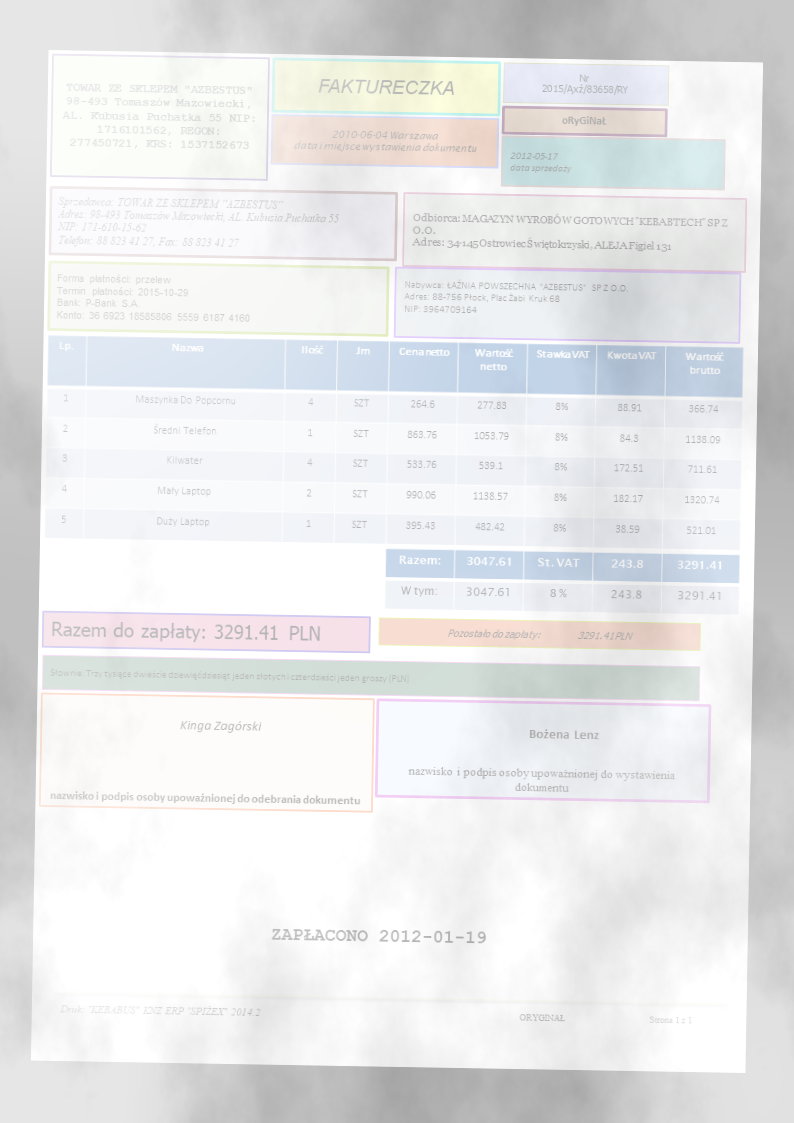 TOWAR ZE SKLEPEM "AZBESTUS"
98-493 Tomaszów Mazowiecki,
AL. Kubusia Puchatka 55 NIP:
1716101562, REGON:
277450721, KRS: 1537152673
FAKTURECZKA
2010-06-04 Warszawa
data i miejsce wystawienia dokumentu
Nr
2015/Axź/83658/RY
oRyGiNaŁ
2012-05-17
data sprzedaży
Sprzedawca: TOWAR ZE SKLEPEM "AZBESTUS"
Adres: 98-493 Tomaszów Mazowiecki, AL. Kubusia Puchatka 55
NIP: 171-610-15-62
Telefon: 88 823 41 27, Fax: 88 823 41 27
Odbiorca: MAGAZYN WYROBÓW GOTOWYCH "KEBABTECH" SP Z
O.O.
Adres: 34-145 Ostrowiec Świętokrzyski, ALEJA Figiel 131
Forma płatności: przelew
Termin płatności: 2015-10-29
Bank: P-Bank S.A.
Konto: 36 6923 18585806 5559 6187 4160
Nabywca: ŁAŹNIA POWSZECHNA "AZBESTUS" SP Z O.O.
Adres: 88-756 Płock, Plac Żabi Kruk 68
NIP: 3964709164
Lp. Nazwa Ilość Jm Cena netto Wartość netto Stawka VAT Kwota VAT Wartość brutto
1 Maszynka Do Popcornu 4 SZT 264.6 277.83 8% 88.91 366.74
2 Średni Telefon 1 SZT 863.76 1053.79 8% 84.3 1138.09
3 Kilwater 4 SZT 533.76 539.1 8% 172.51 711.61
4 Mały Laptop 2 SZT 990.06 1138.57 8% 182.17 1320.74
5 Duży Laptop 1 SZT 395.43 482.42 8% 38.59 521.01
Razem: 3047.61 St. VAT 243.8 3291.41
W tym: 3047.61 8 % 243.8 3291.41
Razem do zapłaty: 3291.41 PLN
Pozostało do zapłaty: 3291.41 PLN
Słownie: Trzy tysiące dwieście dziewięćdziesiąt jeden złotych i czterdzieści jeden groszy (PLN)
Kinga Zagórski
nazwisko i podpis osoby upoważnionej do odebrania dokumentu
Bożena Lenz
nazwisko i podpis osoby upoważnionej do wystawienia
dokumentu
ZAPŁACONO 2012-01-19
Druk: "KEBABUS" ENZ ERP "SPIŻEX" 2014.2
ORYGINAŁ
Strona 1 z 1